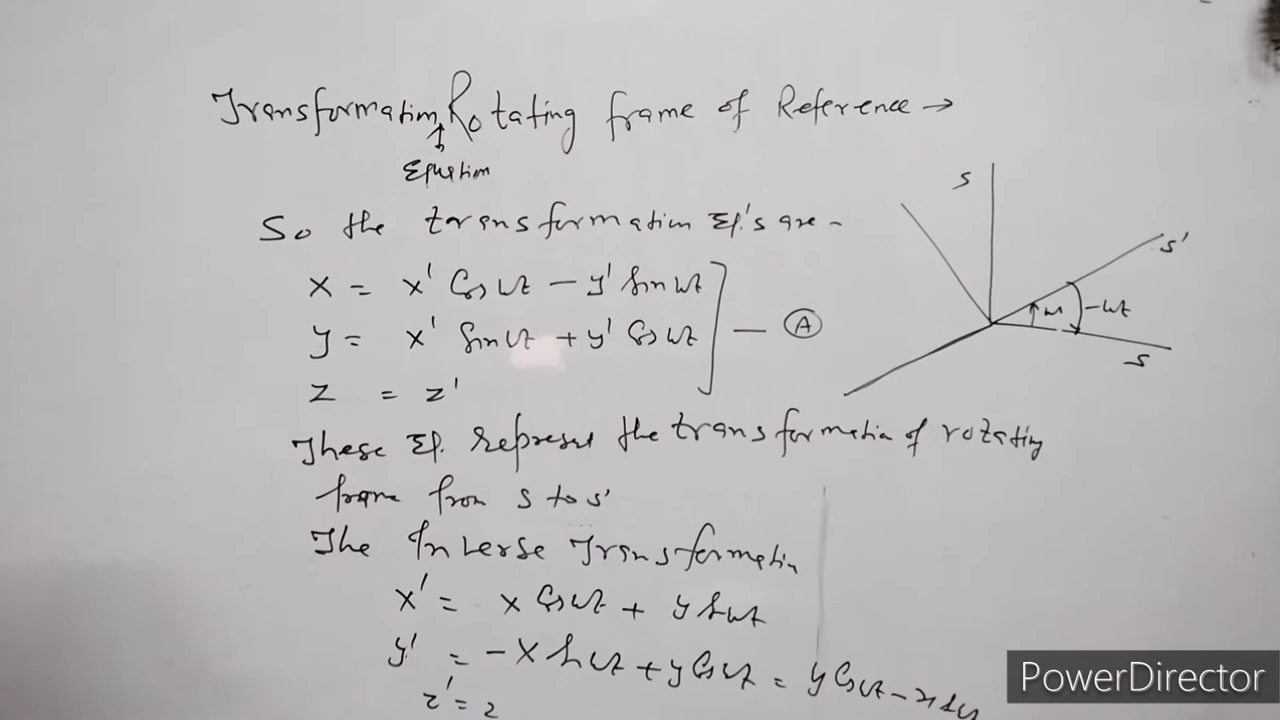 Transformation Rotating frame of Reference →
Equation
So the transformation Eq.'s are -
x = x' Cos ωt - y' Sin ωt
y = x' Sin ωt + y' Cos ωt
— Ⓐ
z = z'
These Eq. represent the transformation of rotating
frame from s to s'
The Inverse Transformation
x' = x Cos ωt + y Sin ωt
y' = -x Sin ωt + y Cos ωt = y Cos ωt - x Sin ωt
z' = z
S
S'
-ωt
S
PowerDirector